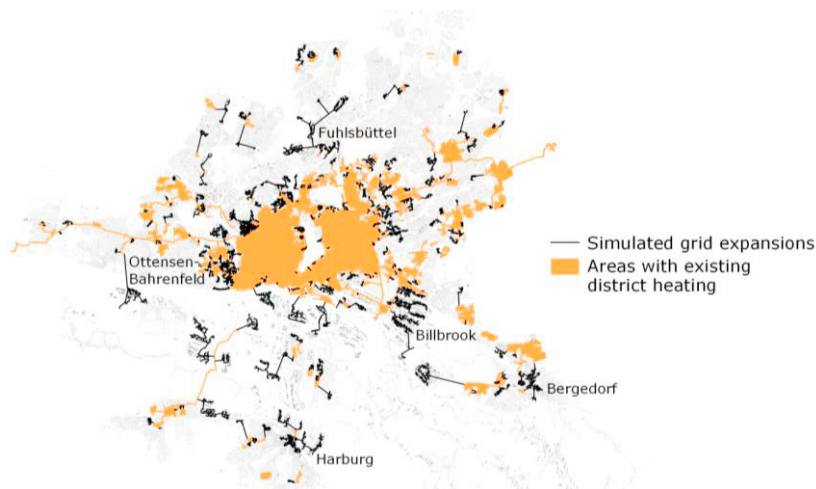 Fuhlsbüttel
Ottensen-
Bahrenfeld
Simulated grid expansions
Areas with existing
district heating
Billbrook
Bergedorf
Harburg